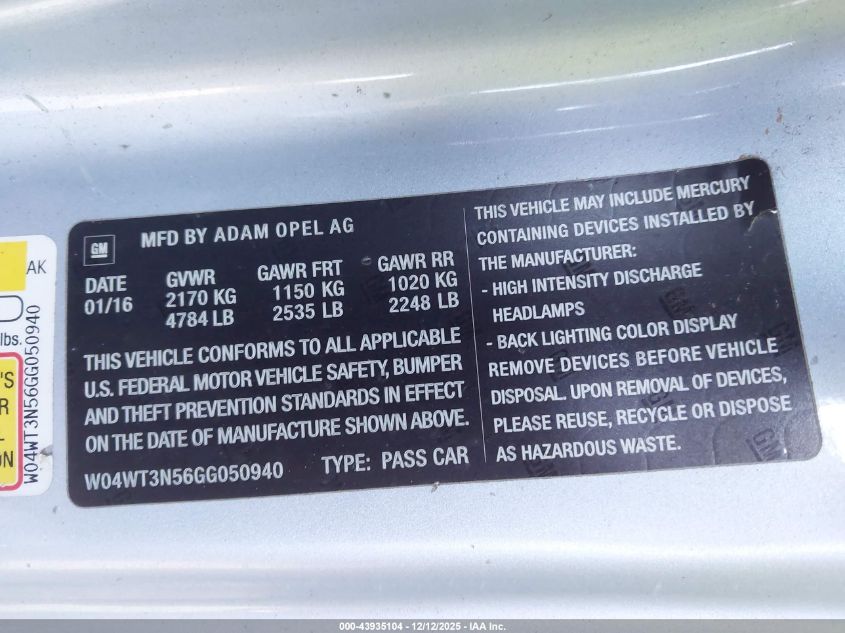 GM
MFD BY ADAM OPEL AG
DATE GVWR GAWR FRT GAWR RR
01/16 2170 KG 1150 KG 1020 KG
4784 LB 2535 LB 2248 LB
THIS VEHICLE CONFORMS TO ALL APPLICABLE
U.S. FEDERAL MOTOR VEHICLE SAFETY, BUMPER
AND THEFT PREVENTION STANDARDS IN EFFECT
ON THE DATE OF MANUFACTURE SHOWN ABOVE.
W04WT3N56GG050940 TYPE: PASS CAR
THIS VEHICLE MAY INCLUDE MERCURY
CONTAINING DEVICES INSTALLED BY
THE MANUFACTURER:
- HIGH INTENSITY DISCHARGE
HEADLAMPS
- BACK LIGHTING COLOR DISPLAY
REMOVE DEVICES BEFORE VEHICLE
DISPOSAL. UPON REMOVAL OF DEVICES,
PLEASE REUSE, RECYCLE OR DISPOSE
AS HAZARDOUS WASTE.
AK
lbs.
'S
R
L
ON
W04WT3N56GG050940
000-43935104 - 12/12/2025 - IAA Inc.